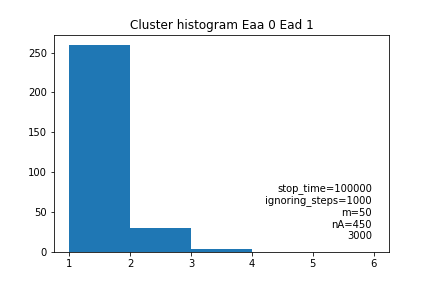 Cluster histogram Eaa 0 Ead 1
250
200
150
100
50
0
stop_time=100000
ignoring_steps=1000
m=50
nA=450
3000
1 2 3 4 5 6